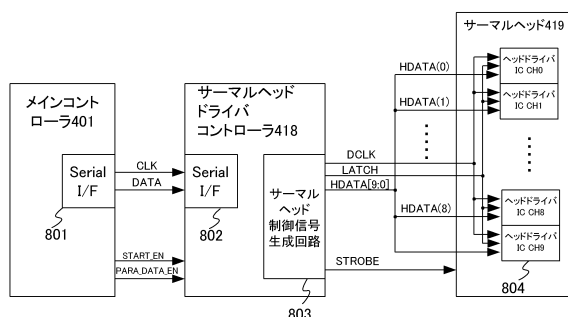 メインコント
ローラ401
Serial
I/F
801
CLK
DATA
START_EN
PARA_DATA_EN
サーマルヘッド
ドライバ
コントローラ418
Serial
I/F
802
サーマル
ヘッド
制御信号
生成回路
803
DCLK
LATCH
HDATA[9:0]
STROBE
HDATA(0)
HDATA(1)
HDATA(8)
サーマルヘッド419
ヘッドドライバ
IC CH0
ヘッドドライバ
IC CH1
ヘッドドライバ
IC CH8
ヘッドドライバ
IC CH9
804